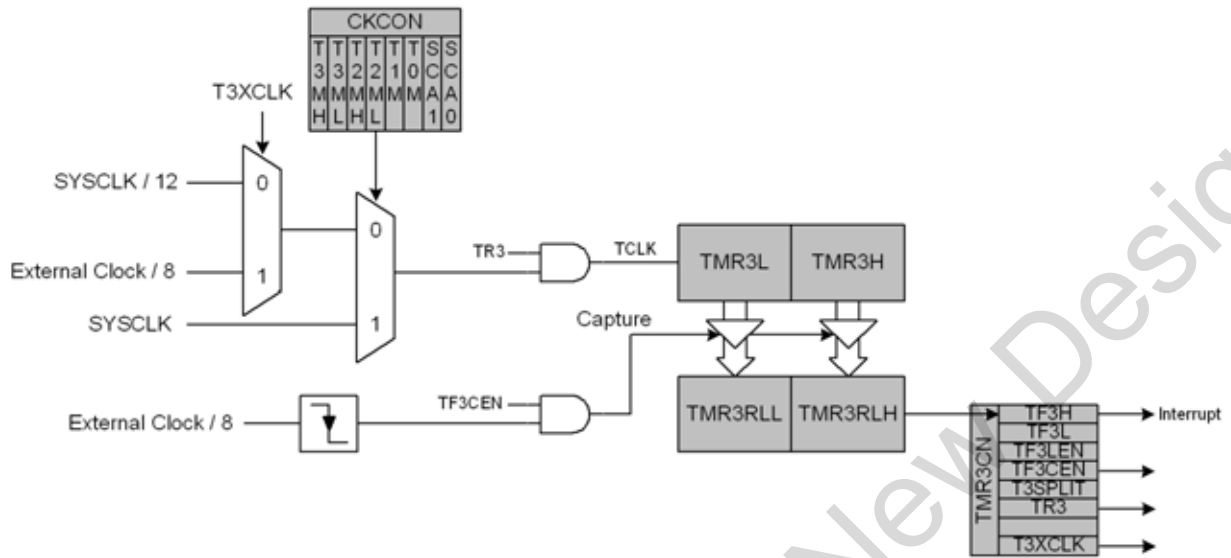 CKCON
T3MH
T3ML
T2MH
T2ML
T1M
T0M
SCA1
SCA0
T3XCLK
SYSCLK / 12
0
External Clock / 8
1
SYSCLK
0
1
TR3
TCLK
TMR3L
TMR3H
Capture
External Clock / 8
TF3CEN
TMR3RLL
TMR3RLH
TMR3CN
TF3H
Interrupt
TF3L
TF3LEN
TF3CEN
T3SPLIT
TR3
T3XCLK
New Desig